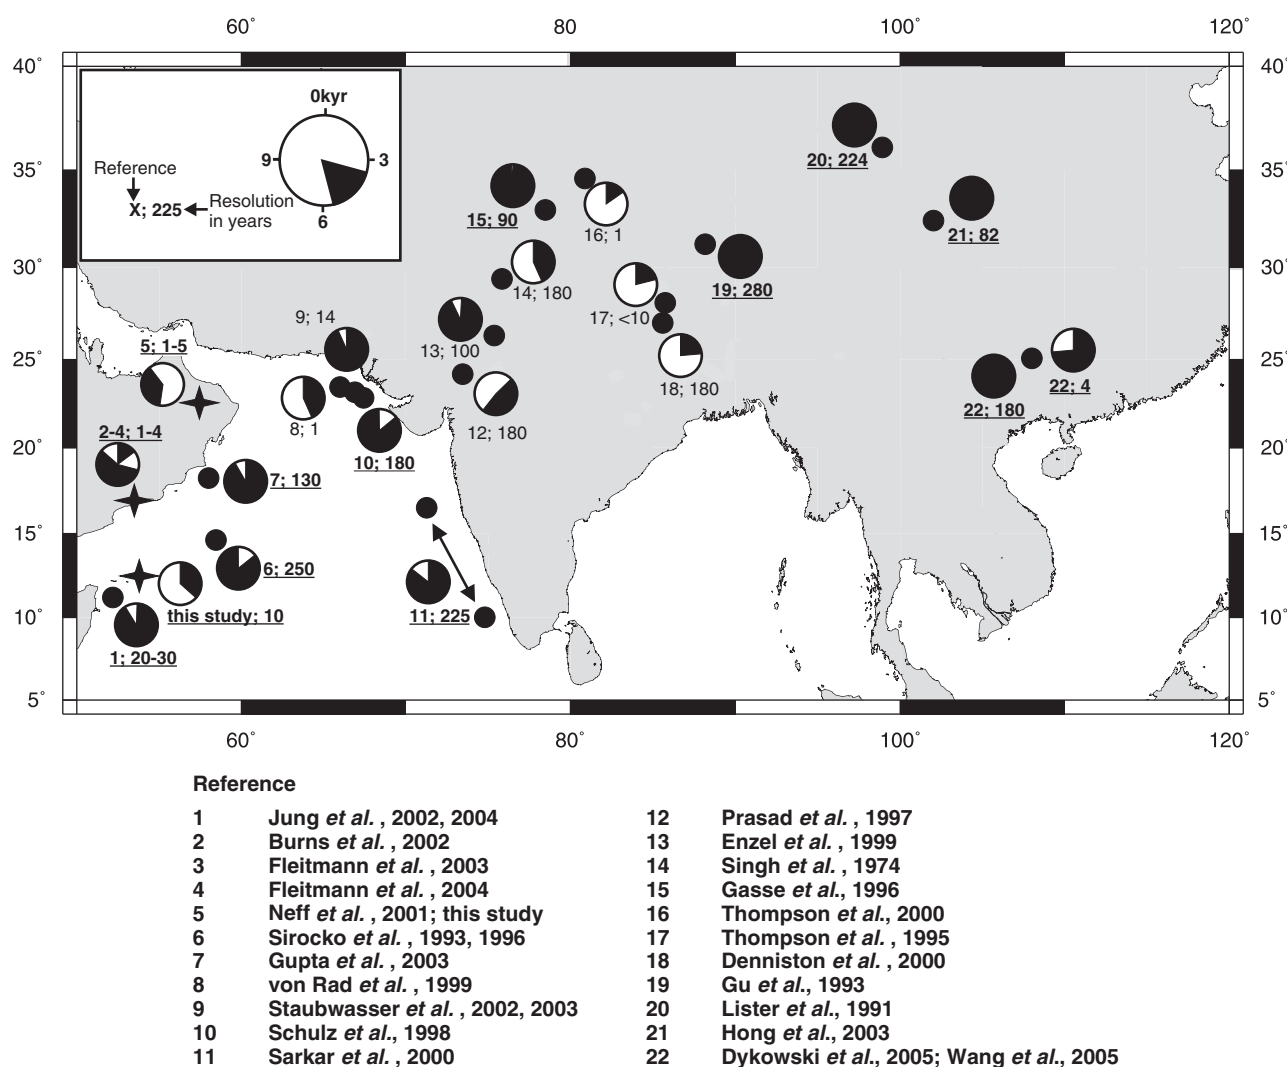 60° 80 100° 120°
40° 40°
0kyr
9 3
6
Reference
X; 225
Resolution
in years
35° 35°
20; 224
15; 90
16; 1
21; 82
30° 30°
14; 180
19; 280
17; <10
9; 14
13; 100
5; 1-5
25° 25°
18; 180
22; 4
22; 180
8; 1
12; 180
2-4; 1-4
10; 180
20° 20°
7; 130
15° 15°
6; 250
this study; 10
11; 225
10° 10°
1; 20-30
5° 5°
60° 80° 100° 120°
Reference
1 Jung et al. , 2002, 2004
2 Burns et al. , 2002
3 Fleitmann et al. , 2003
4 Fleitmann et al. , 2004
5 Neff et al. , 2001; this study
6 Sirocko et al. , 1993, 1996
7 Gupta et al. , 2003
8 von Rad et al. , 1999
9 Staubwasser et al. , 2002, 2003
10 Schulz et al., 1998
11 Sarkar et al. , 2000
12 Prasad et al. , 1997
13 Enzel et al. , 1999
14 Singh et al. , 1974
15 Gasse et al., 1996
16 Thompson et al., 2000
17 Thompson et al. , 1995
18 Denniston et al. , 2000
19 Gu et al., 1993
20 Lister et al., 1991
21 Hong et al., 2003
22 Dykowski et al., 2005; Wang et al., 2005